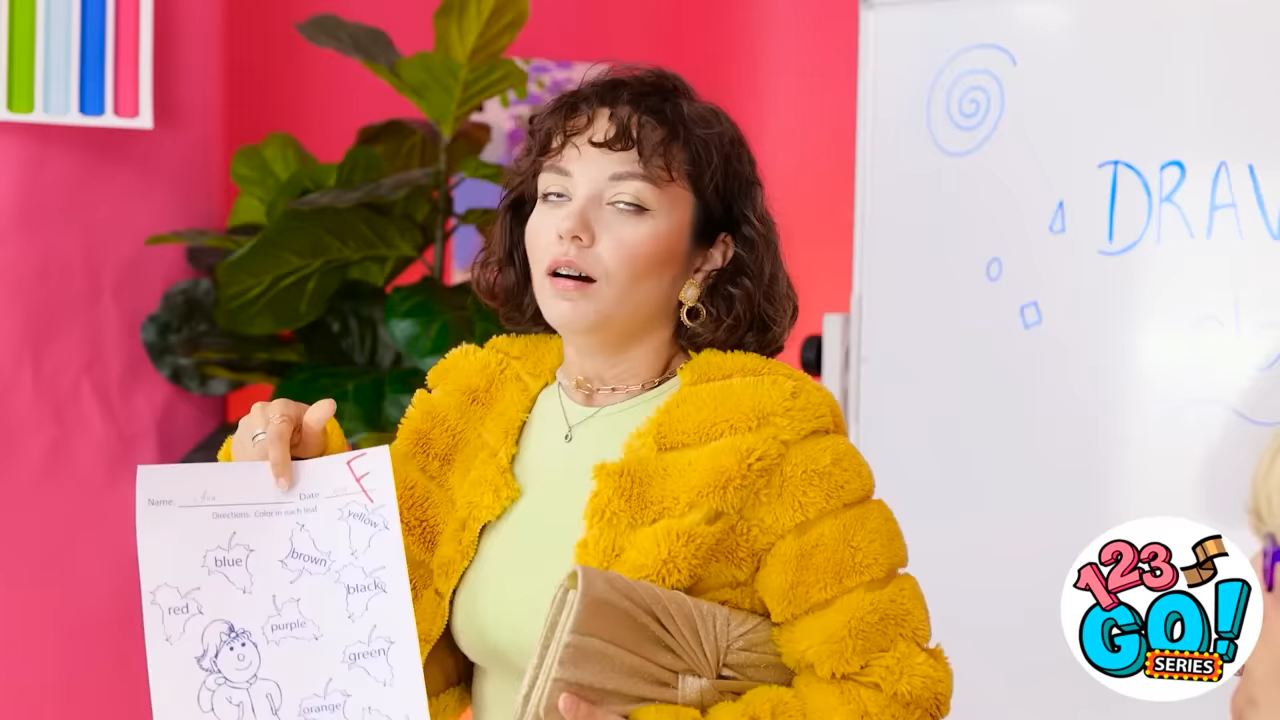 DRAW
F
Name: Date
Directions: Color in each leaf
yellow
blue
brown
black
red
purple
green
orange
123
GO!
SERIES